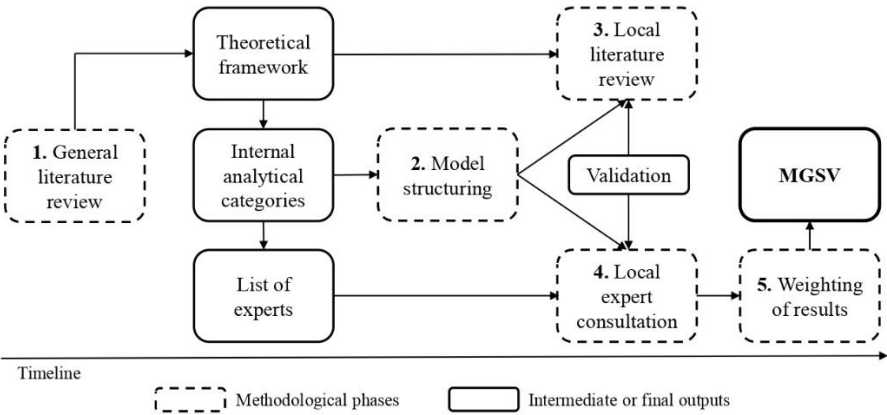 Theoretical
framework
3. Local
literature
review
1. General
literature
review
Internal
analytical
categories
2. Model
structuring
Validation
MGSV
List of
experts
4. Local
expert
consultation
5. Weighting
of results
Timeline
Methodological phases
Intermediate or final outputs